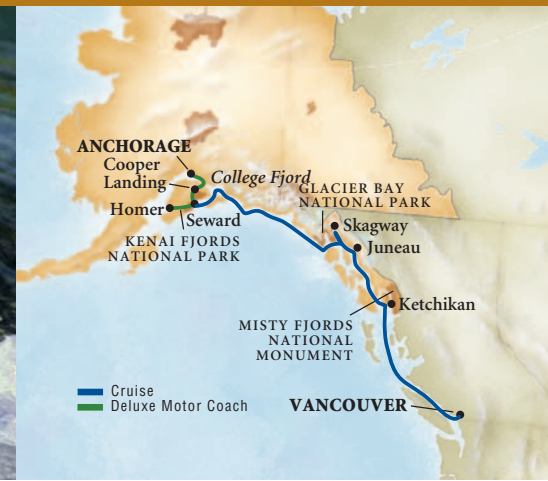 ANCHORAGE
Cooper
Landing
College Fjord
GLACIER BAY
NATIONAL PARK
Homer
Seward
Skagway
KENAI FJORDS
NATIONAL PARK
Juneau
Ketchikan
MISTY FJORDS
NATIONAL
MONUMENT
Cruise
Deluxe Motor Coach
VANCOUVER